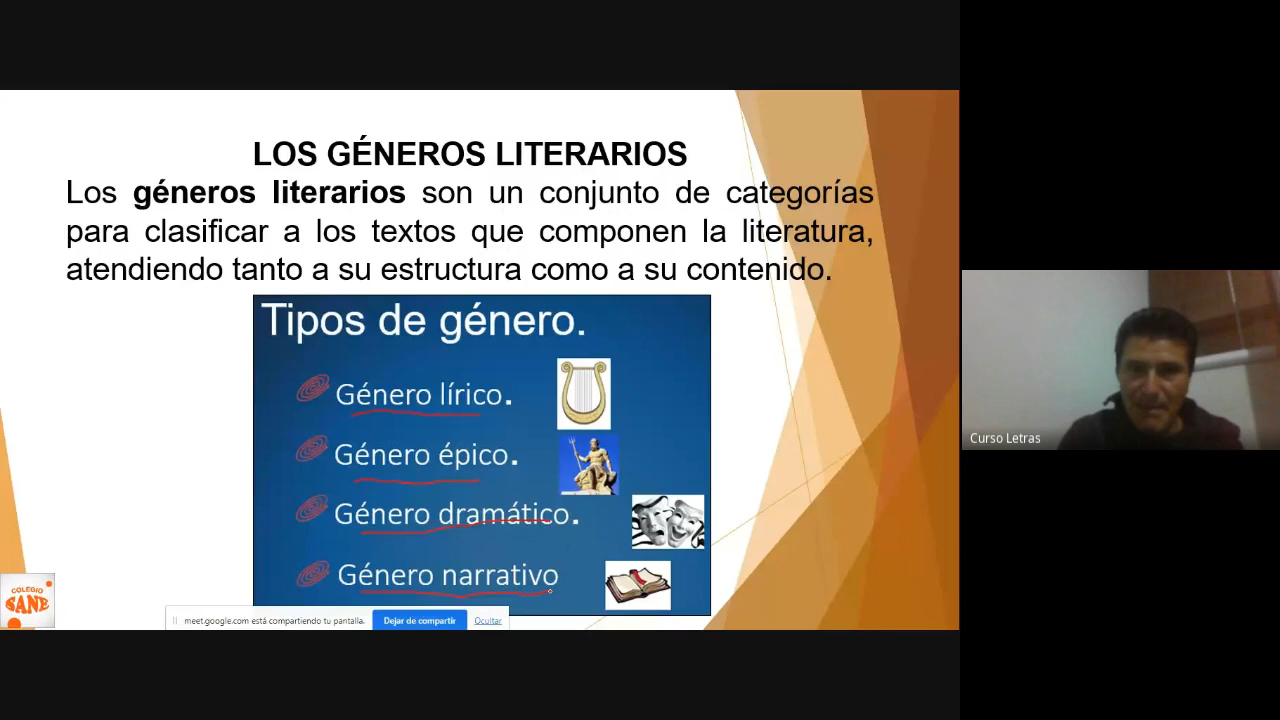 LOS GÉNEROS LITERARIOS
Los géneros literarios son un conjunto de categorías
para clasificar a los textos que componen la literatura,
atendiendo tanto a su estructura como a su contenido.
Tipos de género.
Género lírico.
Género épico.
Género dramático.
Género narrativo
COLEGIO
SANE
meet.google.com está compartiendo tu pantalla.
Dejar de compartir
Ocultar
Curso Letras